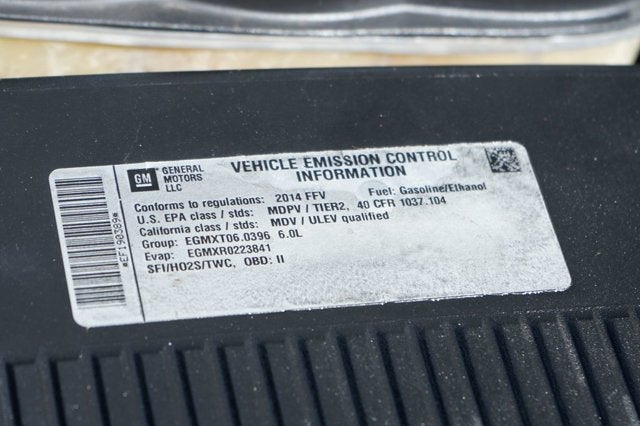 GM GENERAL MOTORS LLC
VEHICLE EMISSION CONTROL
INFORMATION
Conforms to regulations: 2014 FFV Fuel: Gasoline/Ethanol
U.S. EPA class / stds: MDPV / TIER2, 40 CFR 1037.104
California class / stds: MDV / ULEV qualified
Group: EGMXT06.0396 6.0L
Evap: EGMXR0223841
SFI/HO2S/TWC, OBD: II
*EF190389*